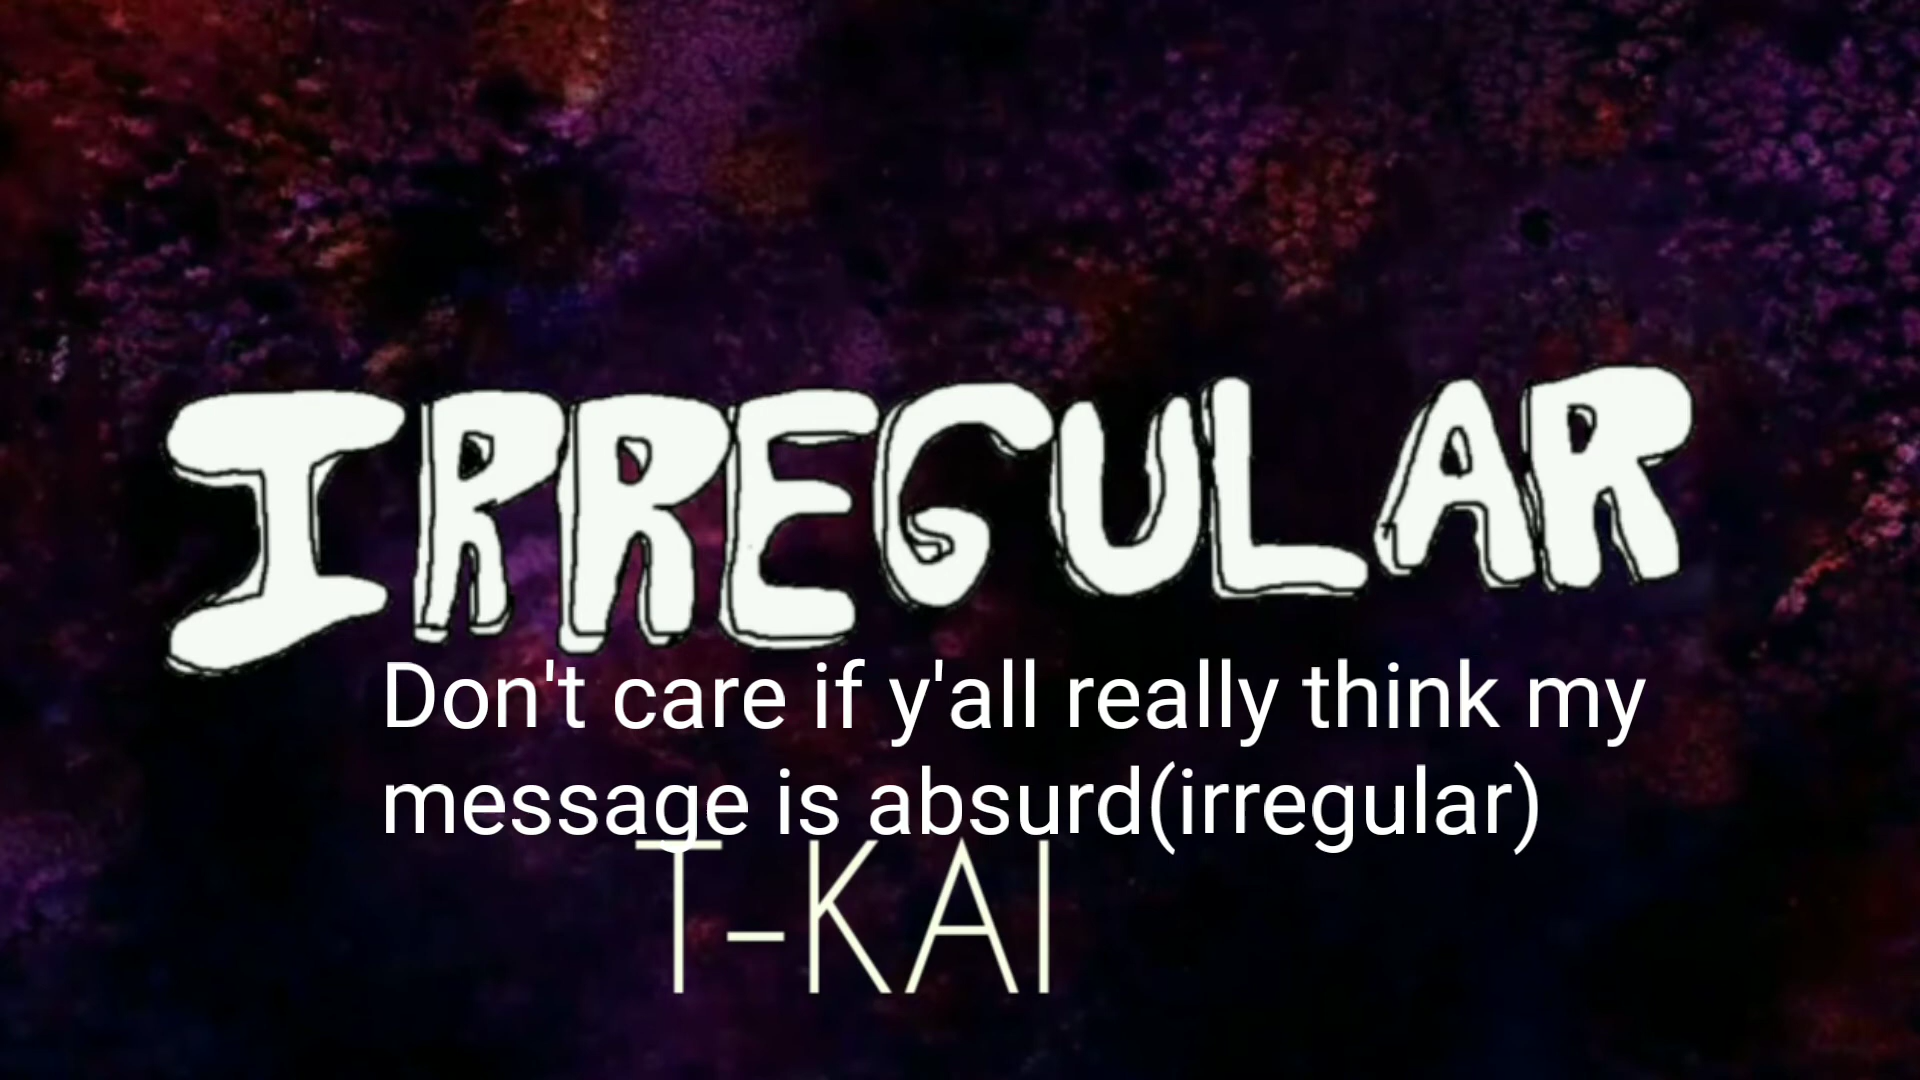 IRREGULAR
Don't care if y'all really think my
message is absurd(irregular)
T-KAI